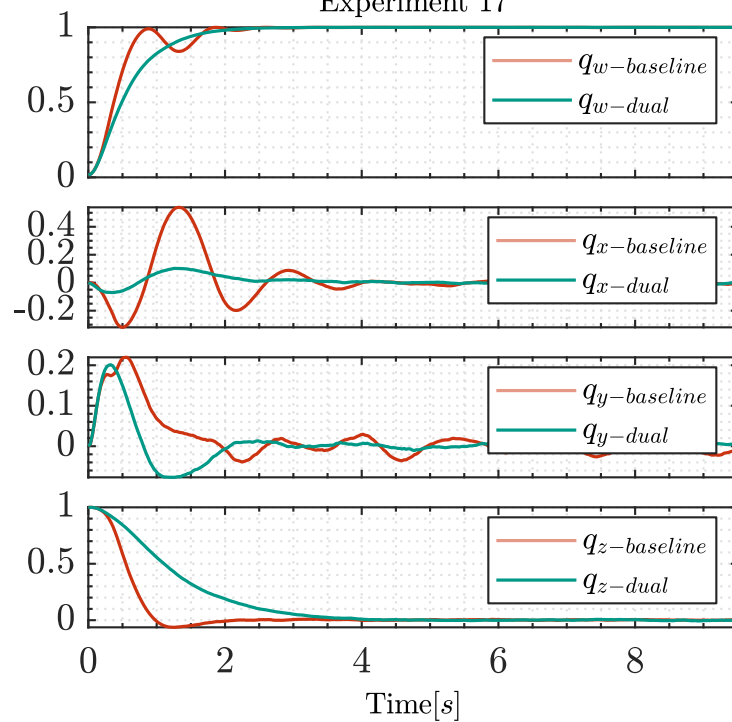 Experiment 17
1
0.5
0
q_{w-baseline}
q_{w-dual}
0.4
0.2
0
-0.2
q_{x-baseline}
q_{x-dual}
0.2
0.1
0
q_{y-baseline}
q_{y-dual}
1
0.5
0
q_{z-baseline}
q_{z-dual}
0 2 4 6 8
Time[s]